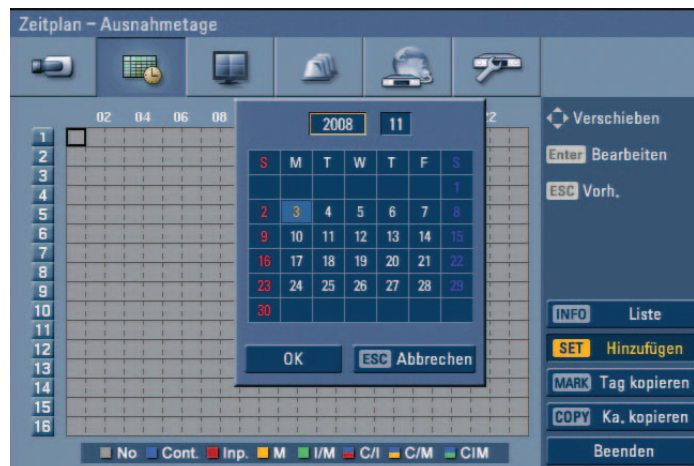 Zeitplan – Ausnahmetage
02 04 06 08 22
2008 11
S M T W T F S
1
2 3 4 5 6 7 8
9 10 11 12 13 14 15
16 17 18 19 20 21 22
23 24 25 26 27 28 29
30
OK
ESC Abbrechen
1
2
3
4
5
6
7
8
9
10
11
12
13
14
15
16
No Cont. Inp. M I/M C/I C/M CIM
Verschieben
Enter Bearbeiten
ESC Vorh.
INFO Liste
SET Hinzufügen
MARK Tag kopieren
COPY Ka. kopieren
Beenden